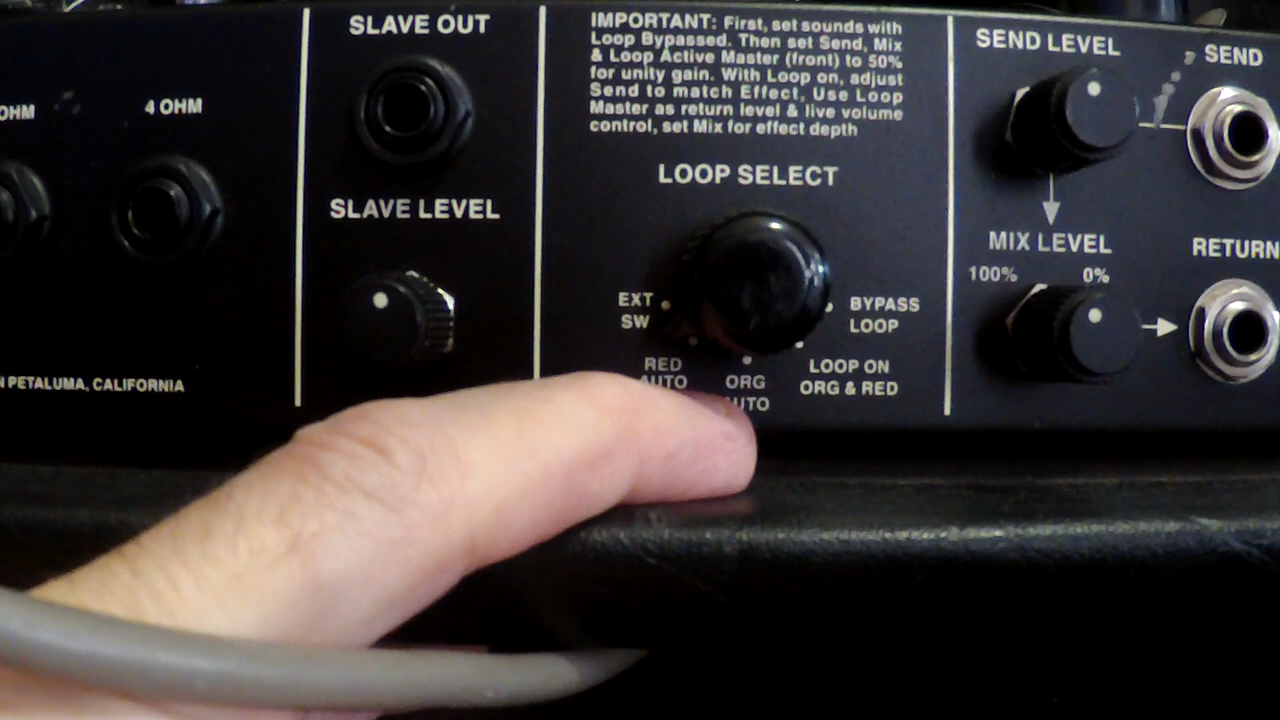 SLAVE OUT
OHM
4 OHM
SLAVE LEVEL
PETALUMA, CALIFORNIA
IMPORTANT: First, set sounds with
Loop Bypassed. Then set Send, Mix
& Loop Active Master (front) to 50%
for unity gain. With Loop on, adjust
Send to match Effect, Use Loop
Master as return level & live volume
control, set Mix for effect depth
LOOP SELECT
EXT
SW
RED
AUTO
ORG
AUTO
LOOP ON
ORG & RED
BYPASS
LOOP
SEND LEVEL
SEND
MIX LEVEL
100%
0%
RETURN